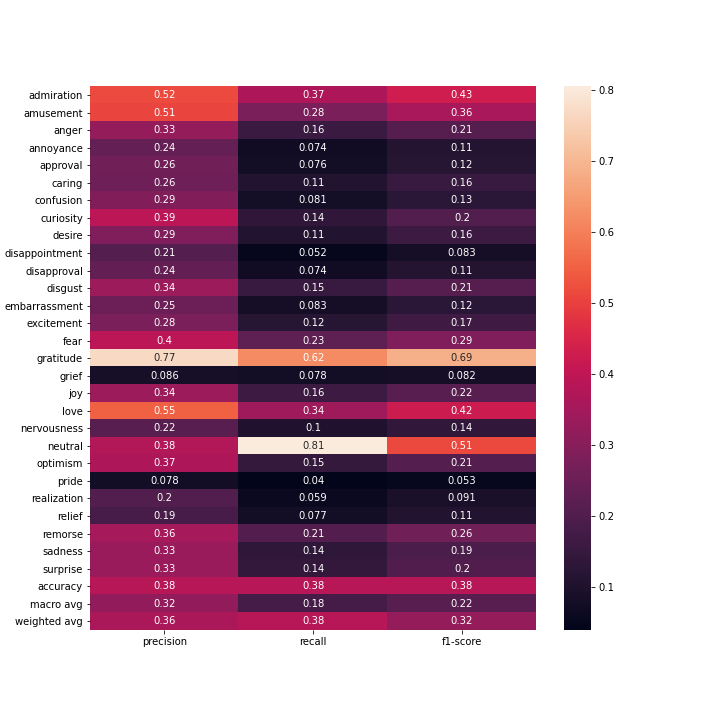 admiration 0.52 0.37 0.43
amusement 0.51 0.28 0.36
anger 0.33 0.16 0.21
annoyance 0.24 0.074 0.11
approval 0.26 0.076 0.12
caring 0.26 0.11 0.16
confusion 0.29 0.081 0.13
curiosity 0.39 0.14 0.2
desire 0.29 0.11 0.16
disappointment 0.21 0.052 0.083
disapproval 0.24 0.074 0.11
disgust 0.34 0.15 0.21
embarrassment 0.25 0.083 0.12
excitement 0.28 0.12 0.17
fear 0.4 0.23 0.29
gratitude 0.77 0.62 0.69
grief 0.086 0.078 0.082
joy 0.34 0.16 0.22
love 0.55 0.34 0.42
nervousness 0.22 0.1 0.14
neutral 0.38 0.81 0.51
optimism 0.37 0.15 0.21
pride 0.078 0.04 0.053
realization 0.2 0.059 0.091
relief 0.19 0.077 0.11
remorse 0.36 0.21 0.26
sadness 0.33 0.14 0.19
surprise 0.33 0.14 0.2
accuracy 0.38 0.38 0.38
macro avg 0.32 0.18 0.22
weighted avg 0.36 0.38 0.32
precision recall f1-score
0.8
0.7
0.6
0.5
0.4
0.3
0.2
0.1